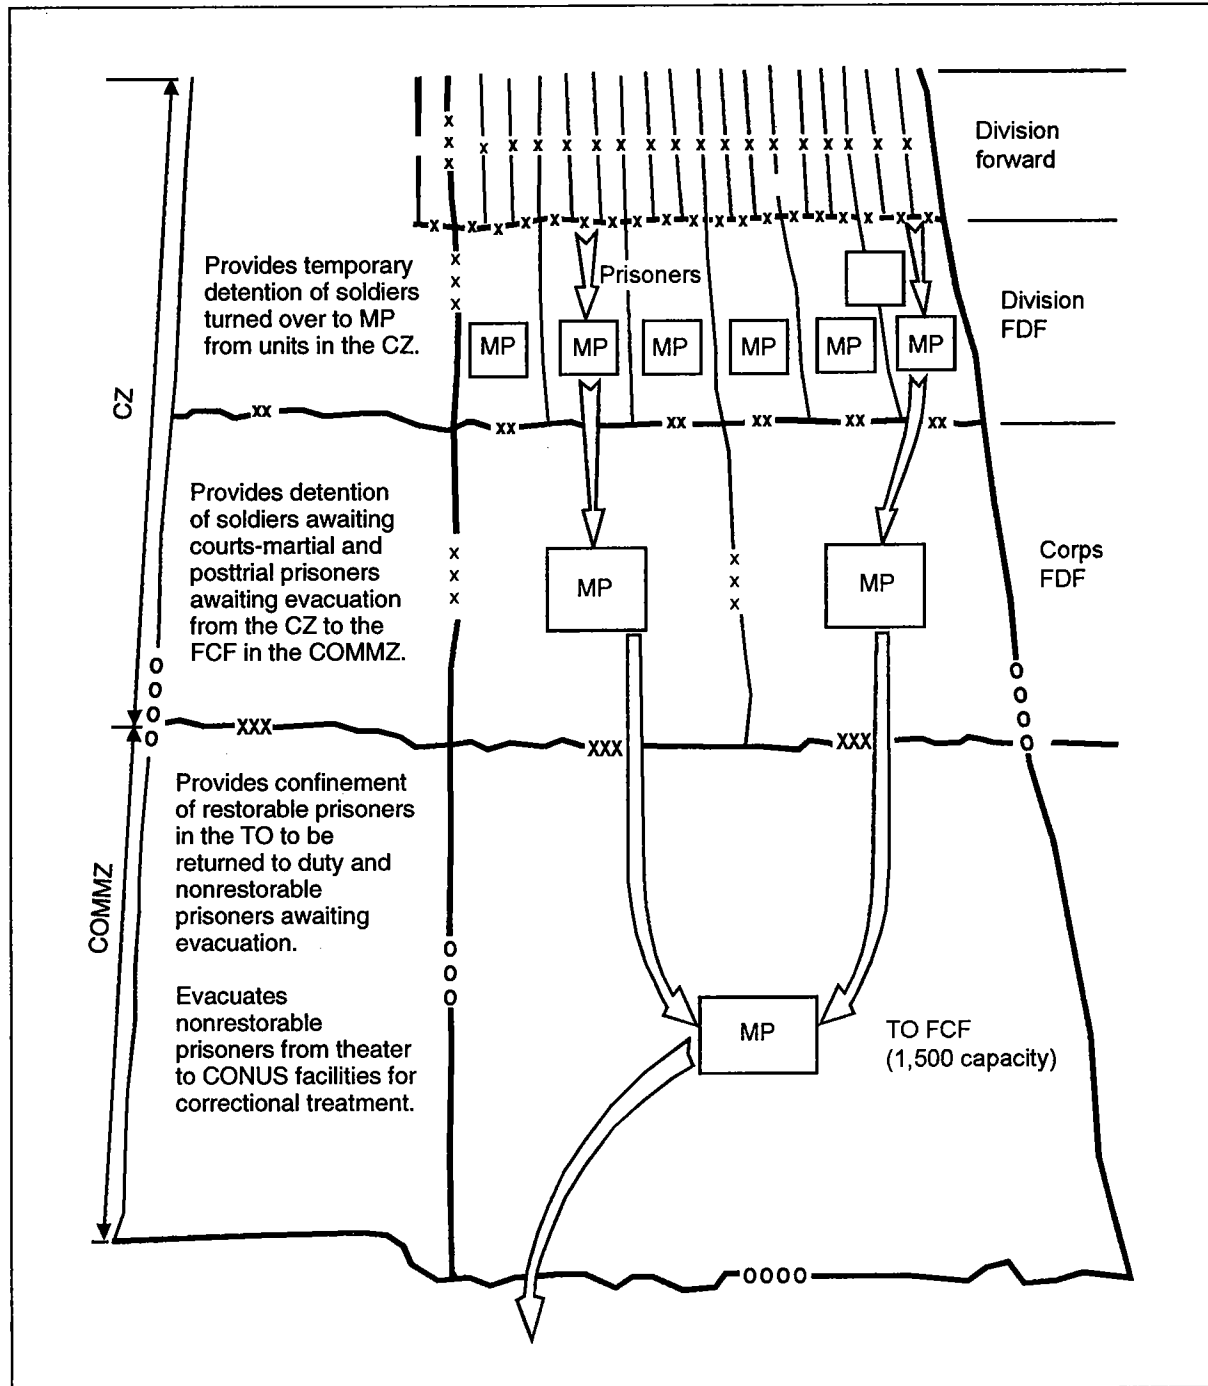 Division
forward
Provides temporary
detention of soldiers
turned over to MP
from units in the CZ.
Prisoners
Division
FDF
MP MP MP MP MP MP
CZ
xx
xx xx xx xx xx
Provides detention
of soldiers awaiting
courts-martial and
posttrial prisoners
awaiting evacuation
from the CZ to the
FCF in the COMMZ.
MP MP
Corps
FDF
XXX
XXX XXX
Provides confinement
of restorable prisoners
in the TO to be
returned to duty and
nonrestorable
prisoners awaiting
evacuation.
COMMZ
Evacuates
nonrestorable
prisoners from theater
to CONUS facilities for
correctional treatment.
MP
TO FCF
(1,500 capacity)
OOOO